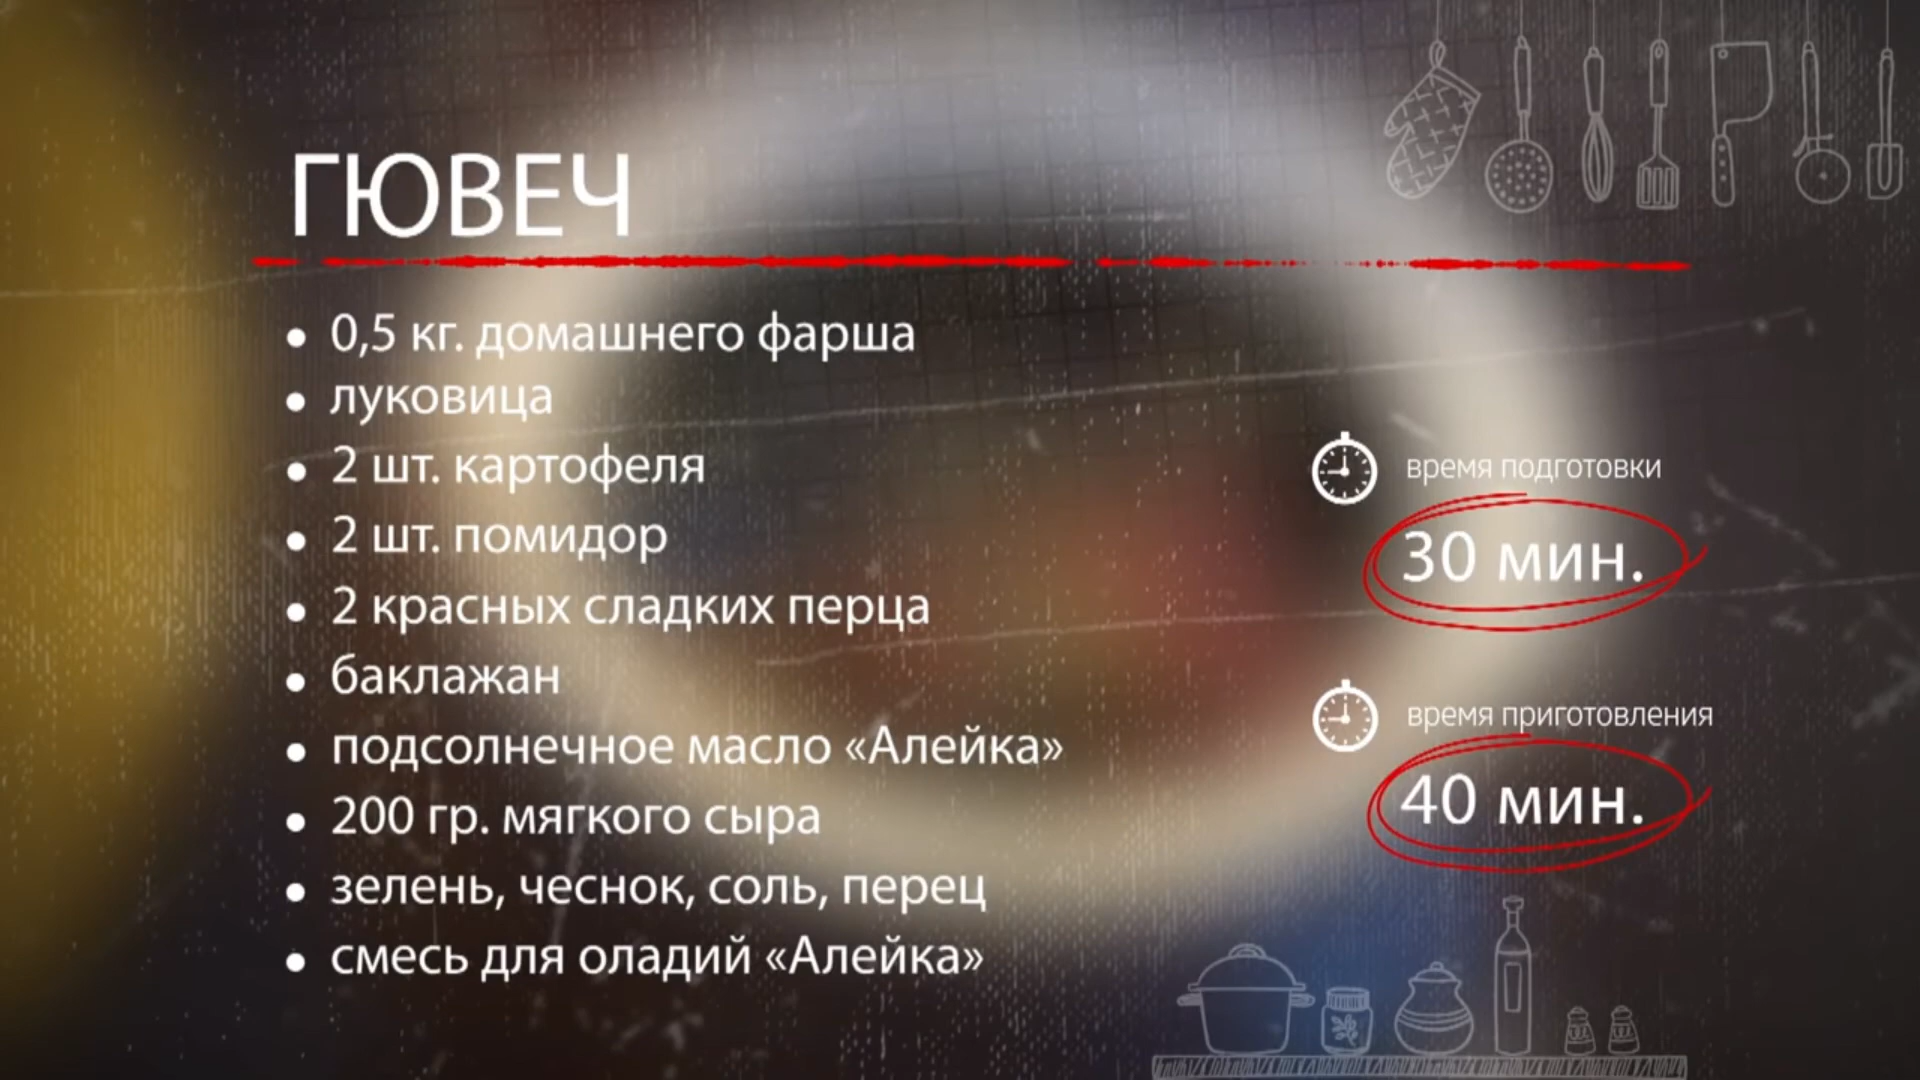 ГЮВЕЧ
• 0,5 кг. домашнего фарша
• луковица
• 2 шт. картофеля
• 2 шт. помидор
• 2 красных сладких перца
• баклажан
• подсолнечное масло «Алейка»
• 200 гр. мягкого сыра
• зелень, чеснок, соль, перец
• смесь для оладий «Алейка»
время подготовки
30 мин.
время приготовления
40 мин.